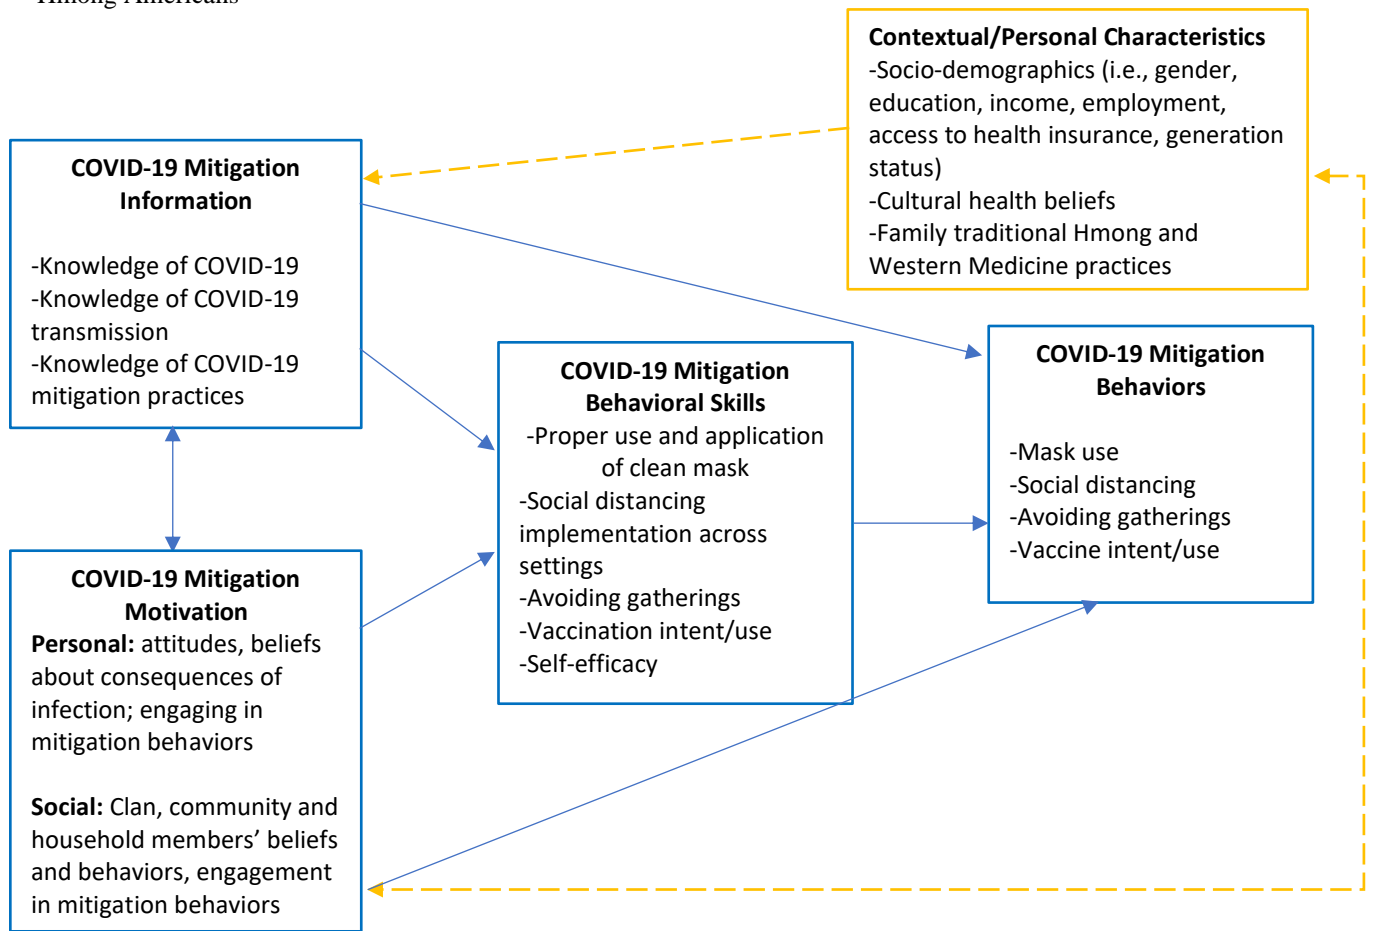 Hmong Americans
Contextual/Personal Characteristics
-Socio-demographics (i.e., gender,
education, income, employment,
access to health insurance, generation
status)
-Cultural health beliefs
-Family traditional Hmong and
Western Medicine practices
COVID-19 Mitigation
Information
-Knowledge of COVID-19
-Knowledge of COVID-19
transmission
-Knowledge of COVID-19
mitigation practices
COVID-19 Mitigation
Behavioral Skills
-Proper use and application
of clean mask
-Social distancing
implementation across
settings
-Avoiding gatherings
-Vaccination intent/use
-Self-efficacy
COVID-19 Mitigation
Behaviors
-Mask use
-Social distancing
-Avoiding gatherings
-Vaccine intent/use
COVID-19 Mitigation
Motivation
Personal: attitudes, beliefs
about consequences of
infection; engaging in
mitigation behaviors
Social: Clan, community and
household members’ beliefs
and behaviors, engagement
in mitigation behaviors